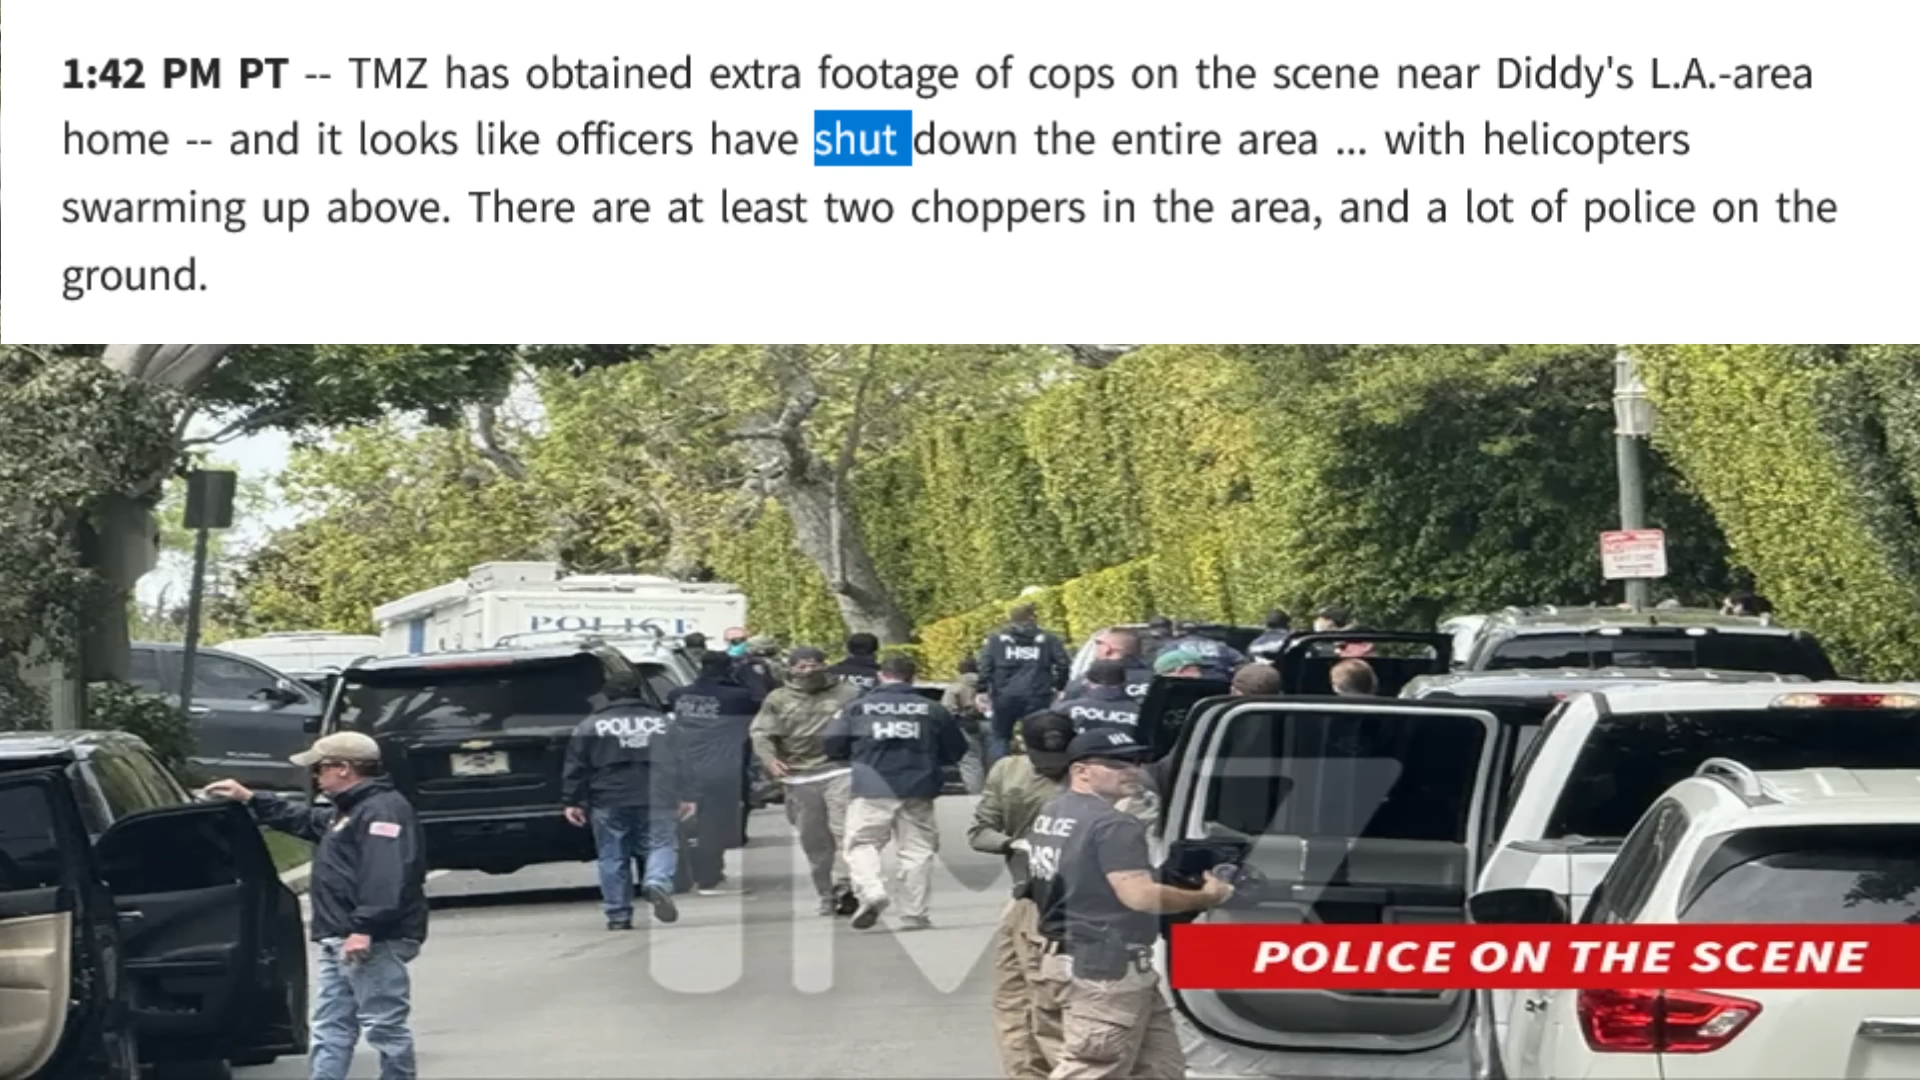 1:42 PM PT -- TMZ has obtained extra footage of cops on the scene near Diddy's L.A.-area
home -- and it looks like officers have shut down the entire area ... with helicopters
swarming up above. There are at least two choppers in the area, and a lot of police on the
ground.
POLICE
HSI
POLICE
HSI
POLICE
HSI
POLICE
POLICE
HSI
TMZ
POLICE ON THE SCENE